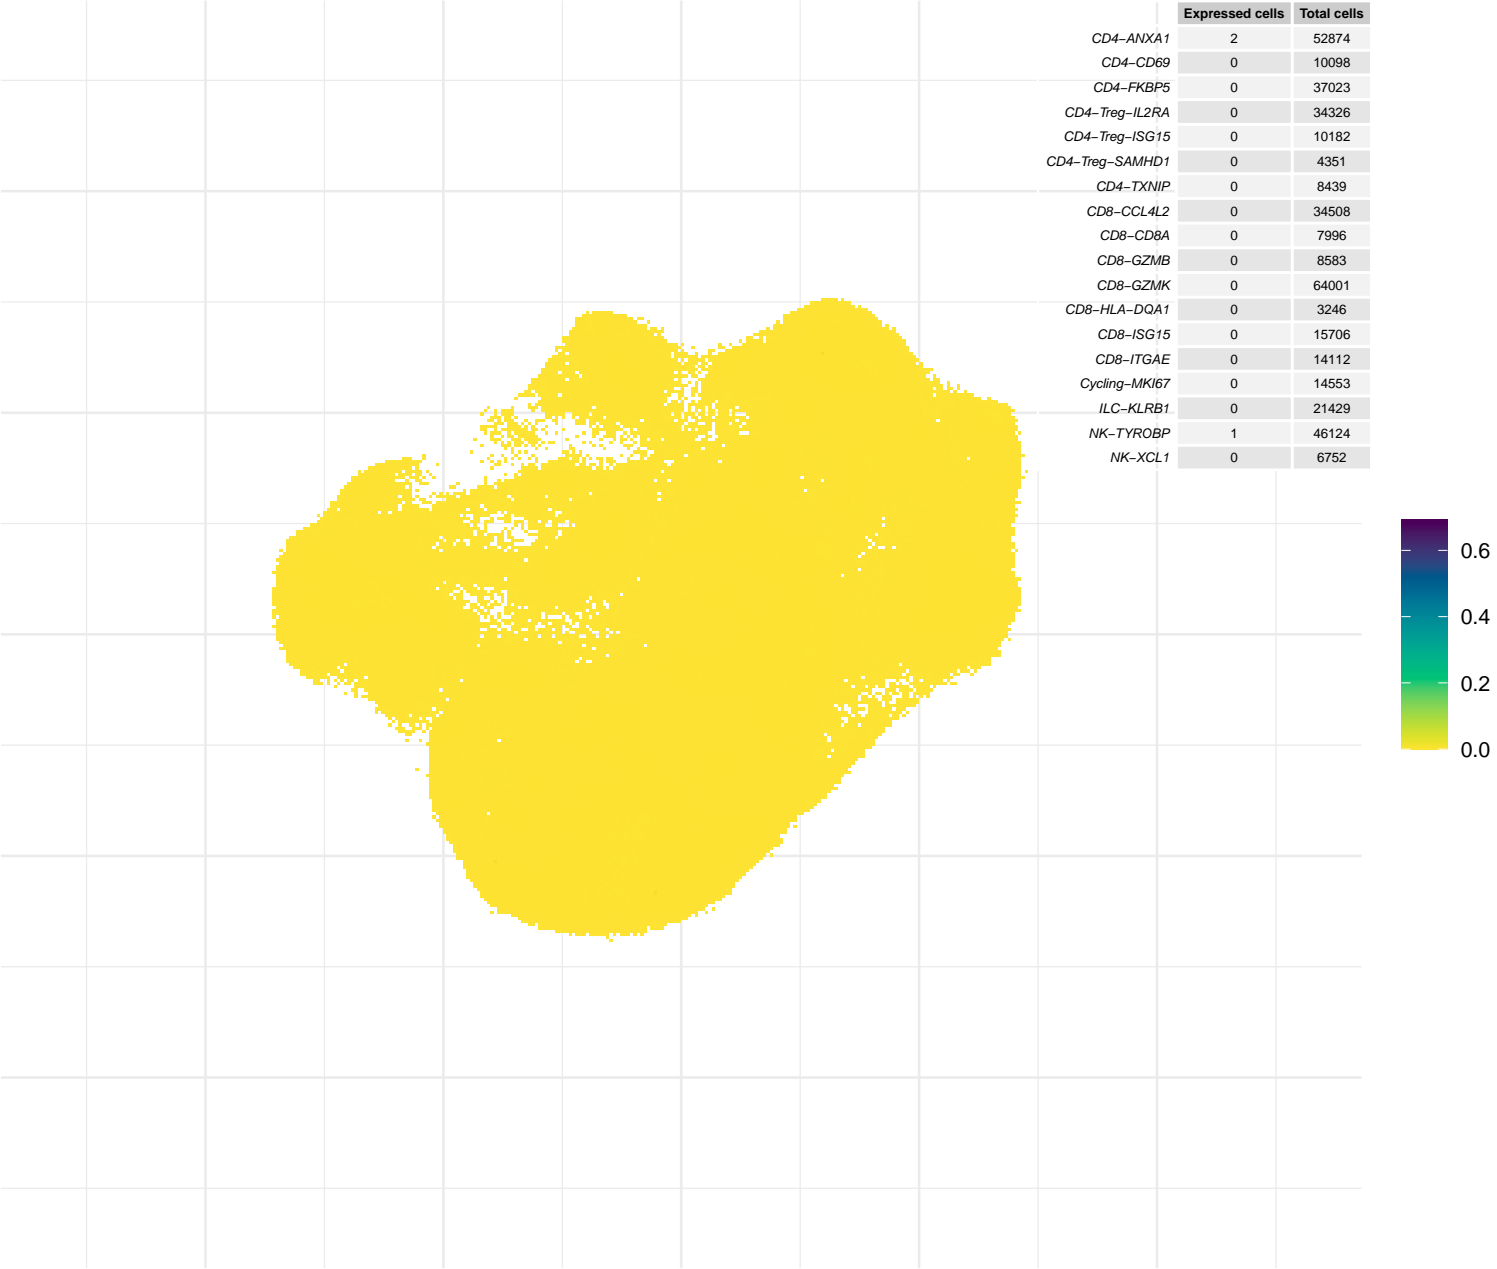 Expressed cells Total cells
CD4−ANXA1 2 52874
CD4−CD69 0 10098
CD4−FKBP5 0 37023
CD4−Treg−IL2RA 0 34326
CD4−Treg−ISG15 0 10182
CD4−Treg−SAMHD1 0 4351
CD4−TXNIP 0 8439
CD8−CCL4L2 0 34508
CD8−CD8A 0 7996
CD8−GZMB 0 8583
CD8−GZMK 0 64001
CD8−HLA−DQA1 0 3246
CD8−ISG15 0 15706
CD8−ITGAE 0 14112
Cycling−MKI67 0 14553
ILC−KLRB1 0 21429
NK−TYROBP 1 46124
NK−XCL1 0 6752
0.6
0.4
0.2
0.0